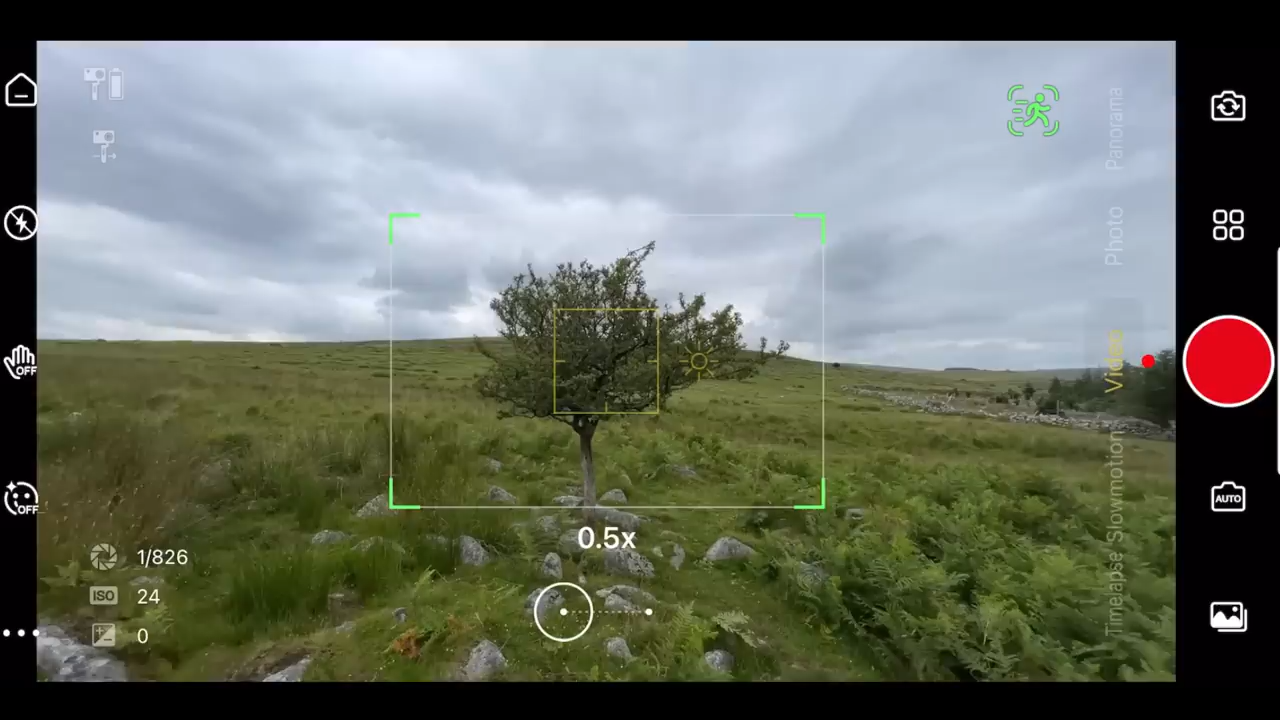 OFF
OFF
1/826
ISO
24
0
0.5x
Panorama
Photo
Video
Slowmotion
Timelapse
AUTO